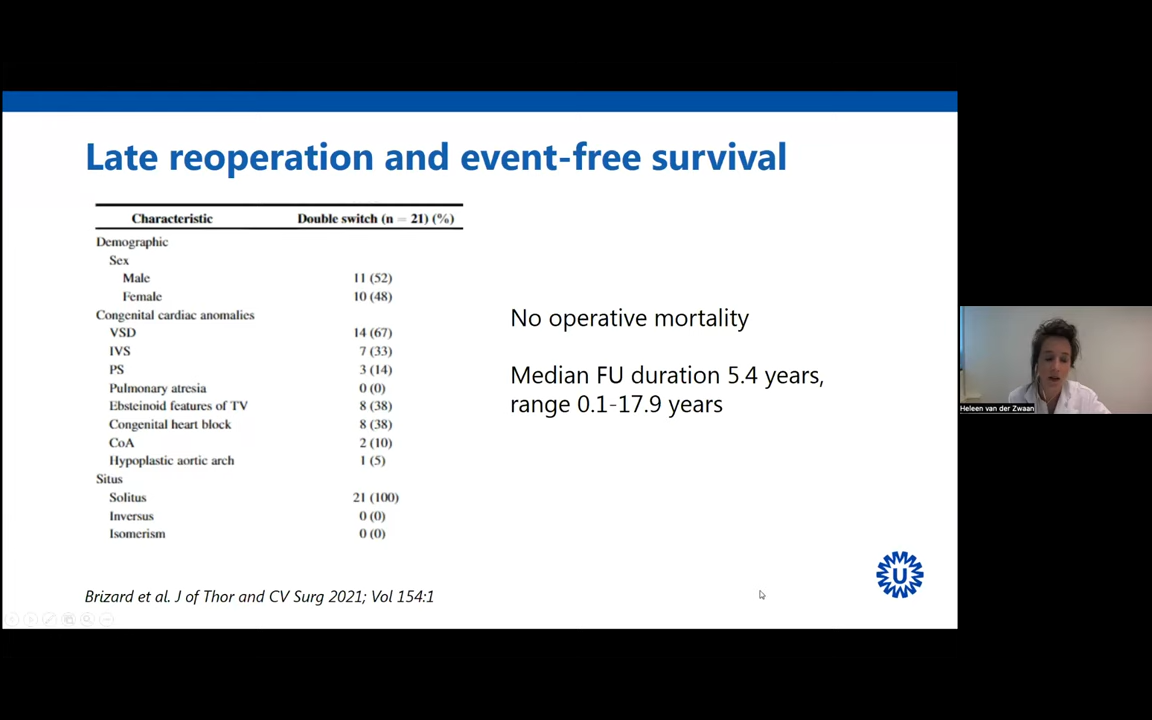 Late reoperation and event-free survival
Characteristic Double switch (n = 21) (%)
Demographic
Sex
Male 11 (52)
Female 10 (48)
Congenital cardiac anomalies
VSD 14 (67)
IVS 7 (33)
PS 3 (14)
Pulmonary atresia 0 (0)
Ebsteinoid features of TV 8 (38)
Congenital heart block 8 (38)
CoA 2 (10)
Hypoplastic aortic arch 1 (5)
Situs
Solitus 21 (100)
Inversus 0 (0)
Isomerism 0 (0)
No operative mortality
Median FU duration 5.4 years,
range 0.1-17.9 years
Brizard et al. J of Thor and CV Surg 2021; Vol 154:1
U
Heleen van der Zwaan